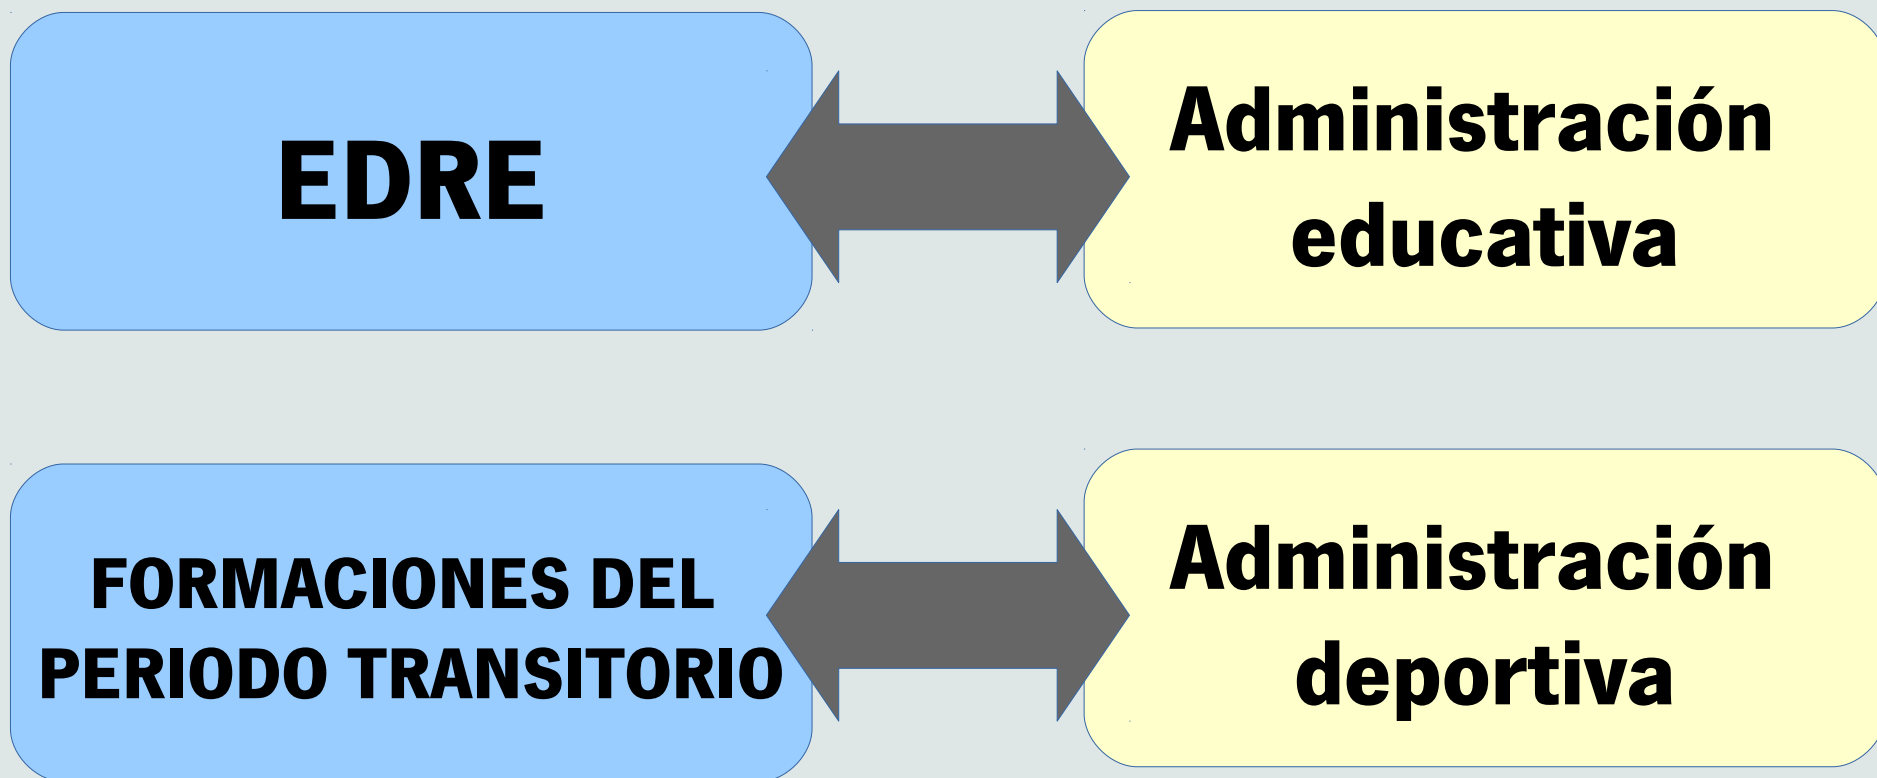 EDRE
Administración
educativa
FORMACIONES DEL
PERIODO TRANSITORIO
Administración
deportiva